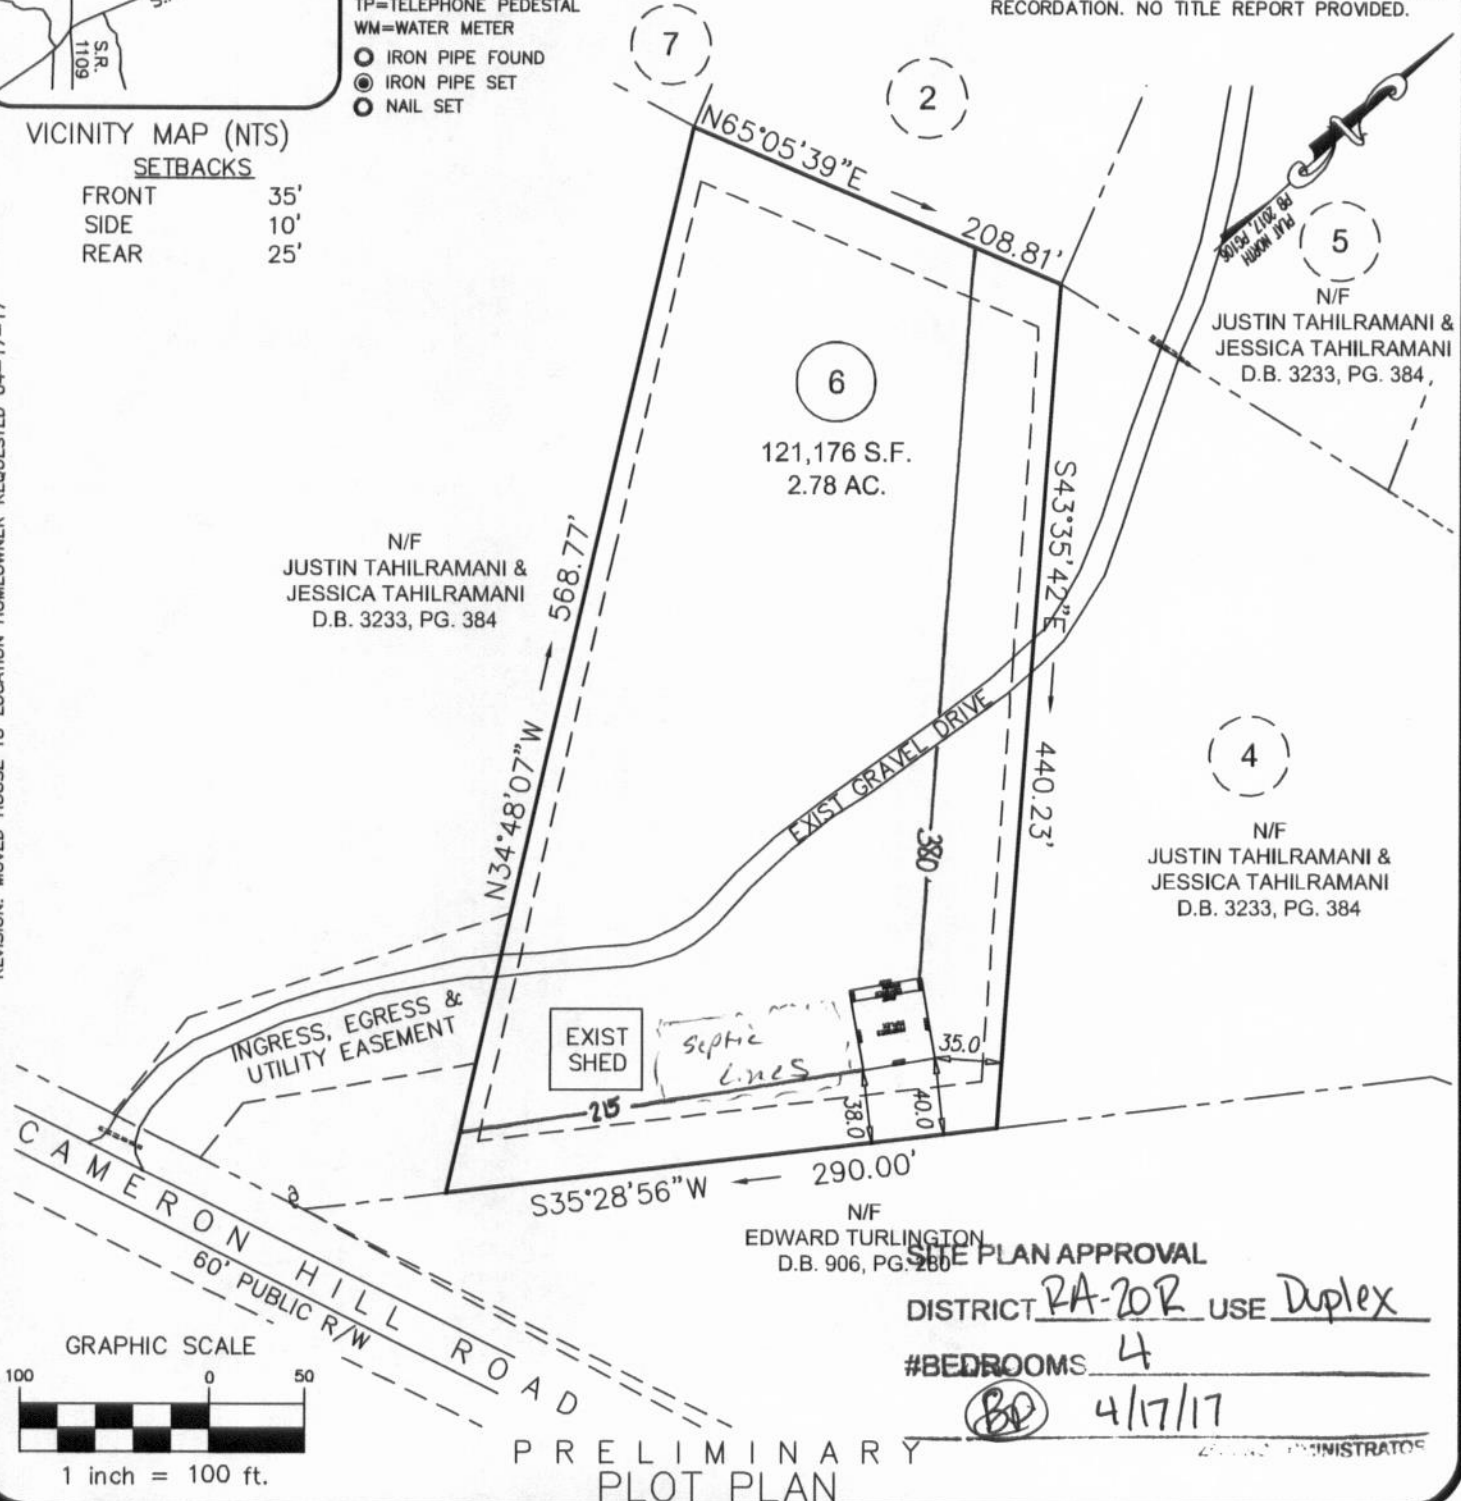 TP=TELEPHONE PEDESTAL
WM=WATER METER
IRON PIPE FOUND
IRON PIPE SET
NAIL SET
RECORDATION. NO TITLE REPORT PROVIDED.
S.R.
1109
VICINITY MAP (NTS)
SETBACKS
FRONT 35'
SIDE 10'
REAR 25'
7
2
N65°05'39"E
208.81'
PLAT NORTH
PB 2017, PG106
5
N/F
JUSTIN TAHILRAMANI &
JESSICA TAHILRAMANI
D.B. 3233, PG. 384
6
121,176 S.F.
2.78 AC.
S43°35'42"E
440.23'
N/F
JUSTIN TAHILRAMANI &
JESSICA TAHILRAMANI
D.B. 3233, PG. 384
N34°48'07"W
568.77'
EXIST GRAVEL DRIVE
380
4
N/F
JUSTIN TAHILRAMANI &
JESSICA TAHILRAMANI
D.B. 3233, PG. 384
INGRESS, EGRESS &
UTILITY EASEMENT
EXIST
SHED
septic
Lines
35.0
215
38.0
40.0
S35°28'56"W
290.00'
N/F
EDWARD TURLINGTON
D.B. 906, PG. 280
CAMERON HILL ROAD
60' PUBLIC R/W
SITE PLAN APPROVAL
DISTRICT RA-20R USE Duplex
#BEDROOMS 4
4/17/17
GRAPHIC SCALE
100 0 50
1 inch = 100 ft.
PRELIMINARY
PLOT PLAN